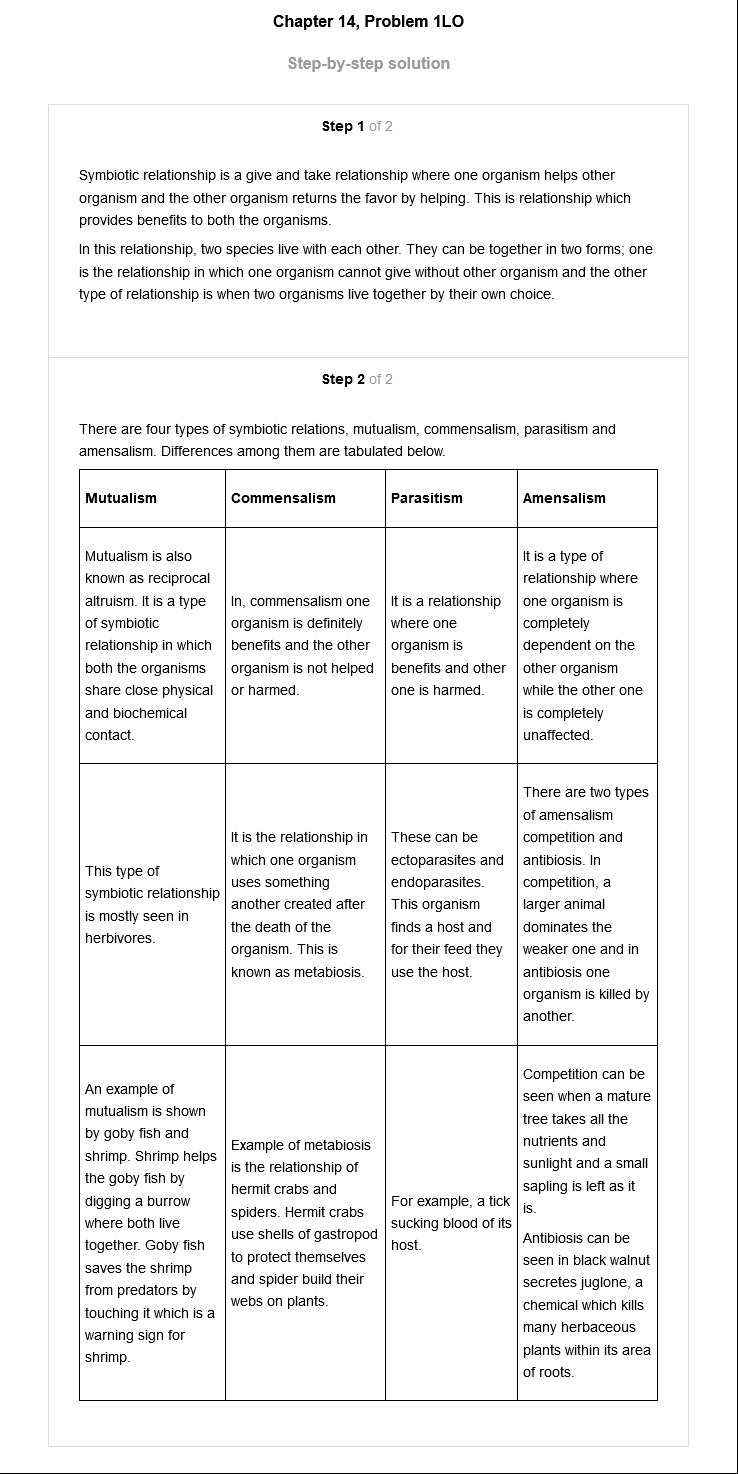 Chapter 14, Problem 1LO
Step-by-step solution
Step 1 of 2
Symbiotic relationship is a give and take relationship where one organism helps other
organism and the other organism returns the favor by helping. This is relationship which
provides benefits to both the organisms.
In this relationship, two species live with each other. They can be together in two forms; one
is the relationship in which one organism cannot give without other organism and the other
type of relationship is when two organisms live together by their own choice.
Step 2 of 2
There are four types of symbiotic relations, mutualism, commensalism, parasitism and
amensalism. Differences among them are tabulated below.
Mutualism
Commensalism
Parasitism
Amensalism
Mutualism is also
known as reciprocal
altruism. It is a type
of symbiotic
relationship in which
both the organisms
share close physical
and biochemical
contact.
In, commensalism one
organism is definitely
benefits and the other
organism is not helped
or harmed.
It is a relationship
where one
organism is
benefits and other
one is harmed.
It is a type of
relationship where
one organism is
completely
dependent on the
other organism
while the other one
is completely
unaffected.
This type of
symbiotic relationship
is mostly seen in
herbivores.
It is the relationship in
which one organism
uses something
another created after
the death of the
organism. This is
known as metabiosis.
These can be
ectoparasites and
endoparasites.
This organism
finds a host and
for their feed they
use the host.
There are two types
of amensalism
competition and
antibiosis. In
competition, a
larger animal
dominates the
weaker one and in
antibiosis one
organism is killed by
another.
An example of
mutualism is shown
by goby fish and
shrimp. Shrimp helps
the goby fish by
digging a burrow
where both live
together. Goby fish
saves the shrimp
from predators by
touching it which is a
warning sign for
shrimp.
Example of metabiosis
is the relationship of
hermit crabs and
spiders. Hermit crabs
use shells of gastropod
to protect themselves
and spider build their
webs on plants.
For example, a tick
sucking blood of its
host.
Competition can be
seen when a mature
tree takes all the
nutrients and
sunlight and a small
sapling is left as it
is.
Antibiosis can be
seen in black walnut
secretes juglone, a
chemical which kills
many herbaceous
plants within its area
of roots.